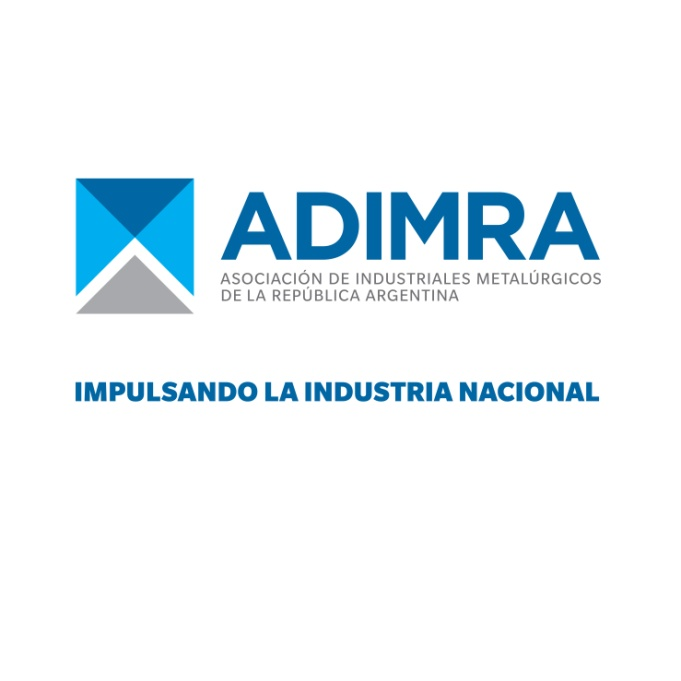 ADIMRA
ASOCIACIÓN DE INDUSTRIALES METALÚRGICOS
DE LA REPÚBLICA ARGENTINA
IMPULSANDO LA INDUSTRIA NACIONAL